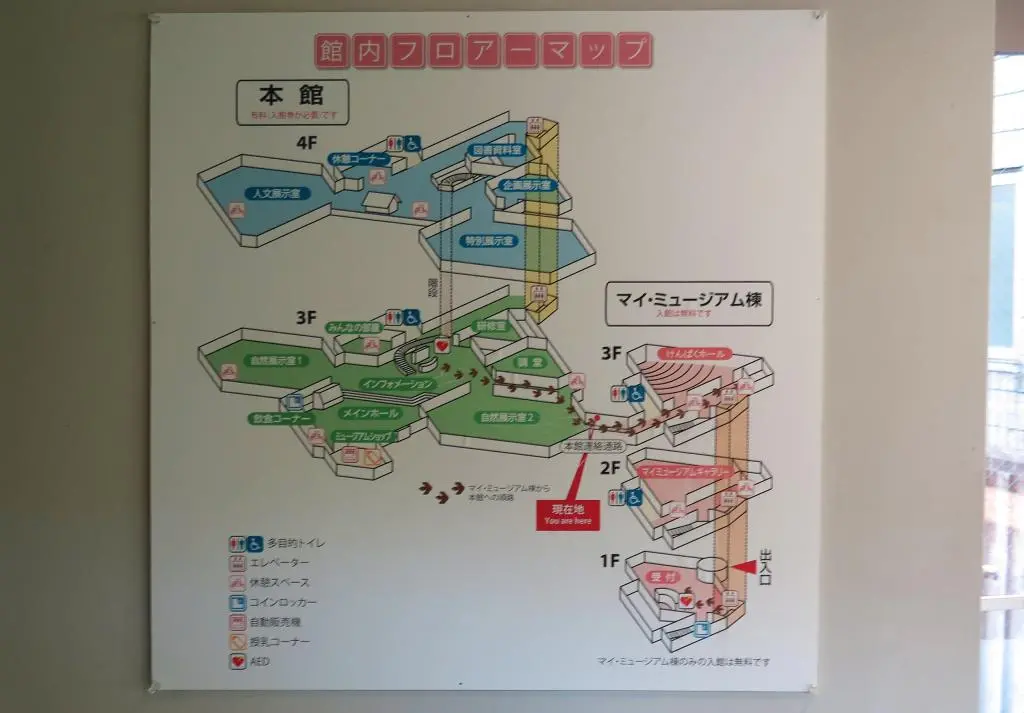 館内フロアーマップ
本館
有料（入館券が必要）です
4F
休憩コーナー
図書資料室
人文展示室
企画展示室
特別展示室
階段
マイ・ミュージアム棟
入館は無料です
3F
みんなの部屋
研修室
自然展示室1
講堂
インフォメーション
飲食コーナー
メインホール
自然展示室2
ミュージアムショップ
3F
けんぱくホール
本館連絡通路
2F
マイミュージアムギャラリー
マイ・ミュージアム棟から
本館への順路
現在地
You are here
1F
受付
出入口
多目的トイレ
エレベーター
休憩スペース
コインロッカー
自動販売機
授乳コーナー
AED
マイ・ミュージアム棟のみの入館は無料です